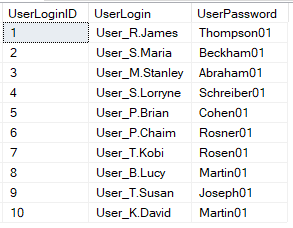 UserLoginID UserLogin UserPassword
1 User_R.James Thompson01
2 User_S.Maria Beckham01
3 User_M.Stanley Abraham01
4 User_S.Lorryne Schreiber01
5 User_P.Brian Cohen01
6 User_P.Chaim Rosner01
7 User_T.Kobi Rosen01
8 User_B.Lucy Martin01
9 User_T.Susan Joseph01
10 User_K.David Martin01